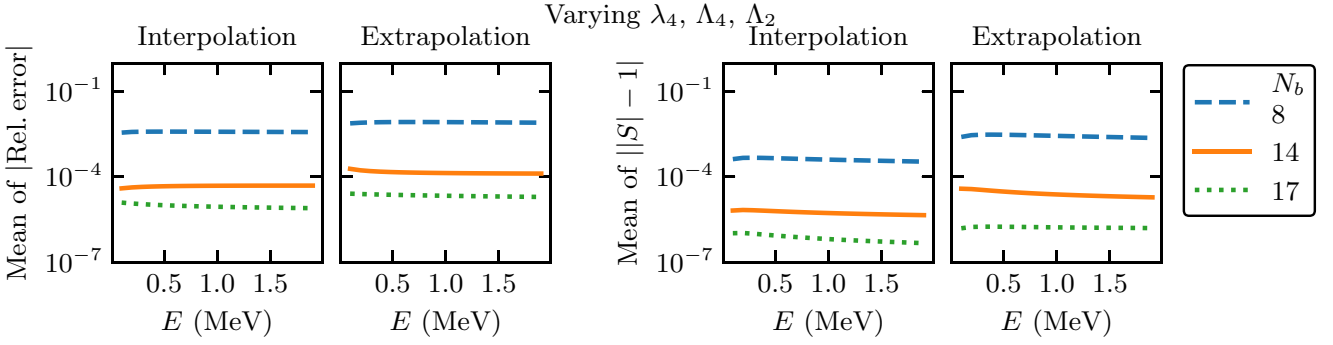 Varying λ₄, Λ₄, Λ₂
Interpolation
Extrapolation
Mean of |Rel. error|
10⁻¹
10⁻⁴
10⁻⁷
0.5 1.0 1.5
0.5 1.0 1.5
E (MeV)
E (MeV)
Interpolation
Extrapolation
Mean of ||S| − 1|
10⁻¹
10⁻⁴
10⁻⁷
0.5 1.0 1.5
0.5 1.0 1.5
E (MeV)
E (MeV)
N_b
8
14
17